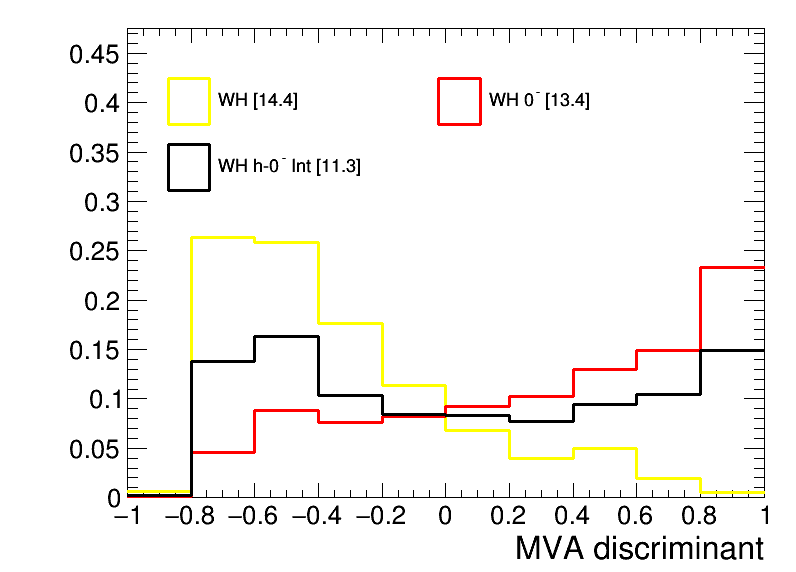 0.45
WH [14.4]
0.4
WH 0⁻ [13.4]
0.35
WH h-0⁻ Int [11.3]
0.3
0.25
0.2
0.15
0.1
0.05
0
−1 −0.8 −0.6 −0.4 −0.2 0 0.2 0.4 0.6 0.8 1
MVA discriminant